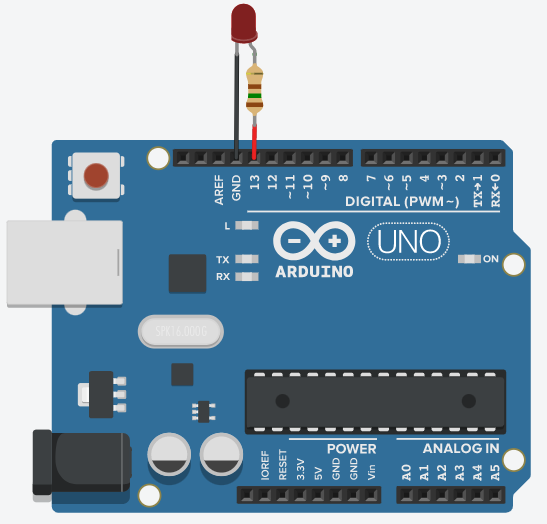 AREF
GND
13
12
~11
~10
~9
8
7
~6
~5
4
~3
2
TX→1
RX←0
DIGITAL (PWM ~)
L
TX
RX
ARDUINO
UNO
ON
SPK16.000G
POWER
ANALOG IN
IOREF
RESET
3.3V
5V
GND
GND
Vin
A0
A1
A2
A3
A4
A5